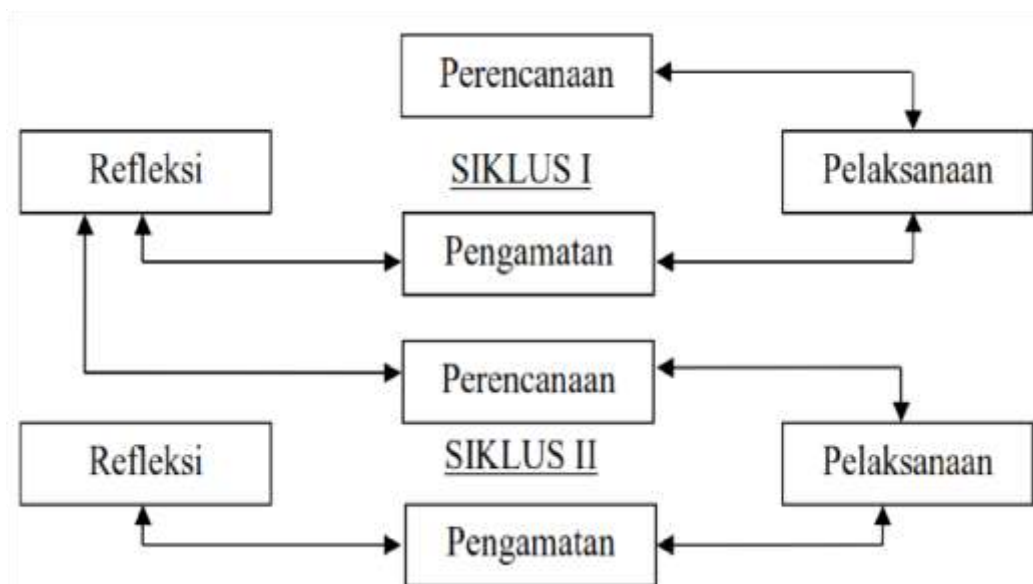 Perencanaan
Refleksi
SIKLUS I
Pelaksanaan
Pengamatan
Perencanaan
Refleksi
SIKLUS II
Pelaksanaan
Pengamatan